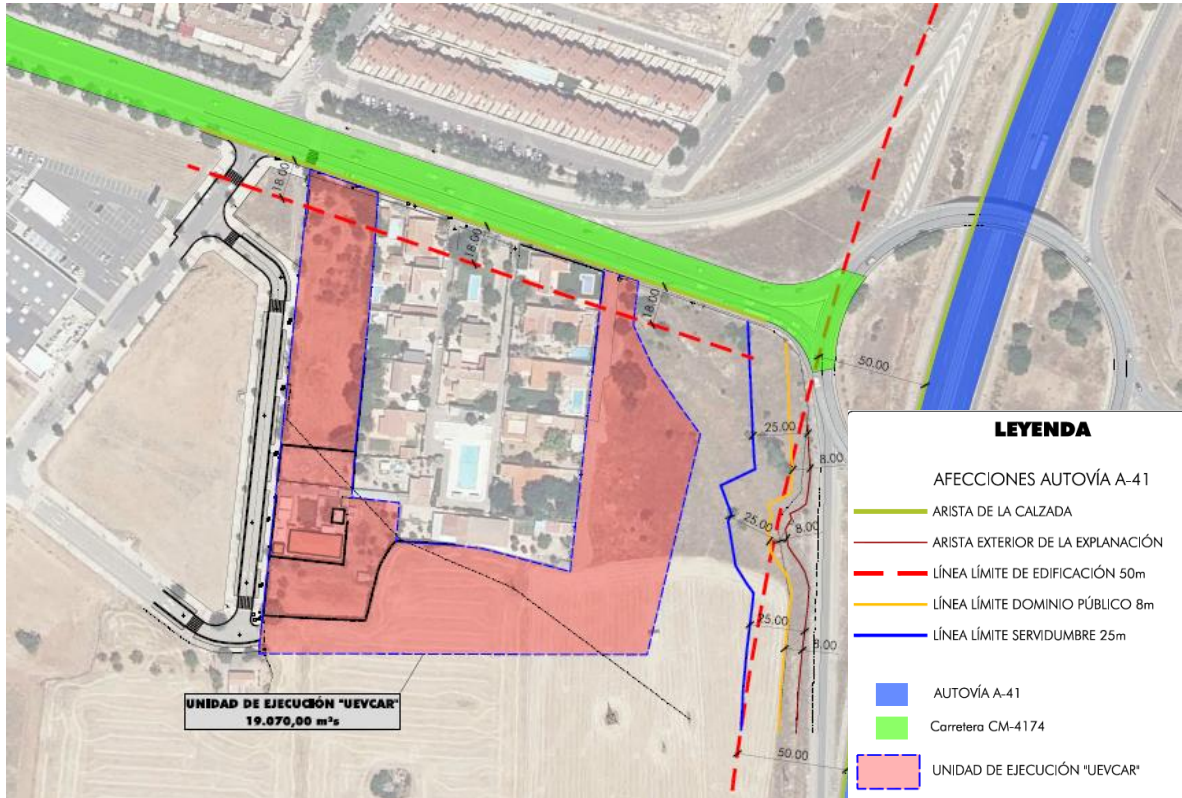 18.00
18.00
18.00
50.00
25.00
8.00
25.00
8.00
25.00
8.00
50.00
UNIDAD DE EJECUCIÓN "UEVCAR"
19.070,00 m²s
LEYENDA
AFECCIONES AUTOVÍA A-41
ARISTA DE LA CALZADA
ARISTA EXTERIOR DE LA EXPLANACIÓN
LÍNEA LÍMITE DE EDIFICACIÓN 50m
LÍNEA LÍMITE DOMINIO PÚBLICO 8m
LÍNEA LÍMITE SERVIDUMBRE 25m
AUTOVÍA A-41
Carretera CM-4174
UNIDAD DE EJECUCIÓN "UEVCAR"